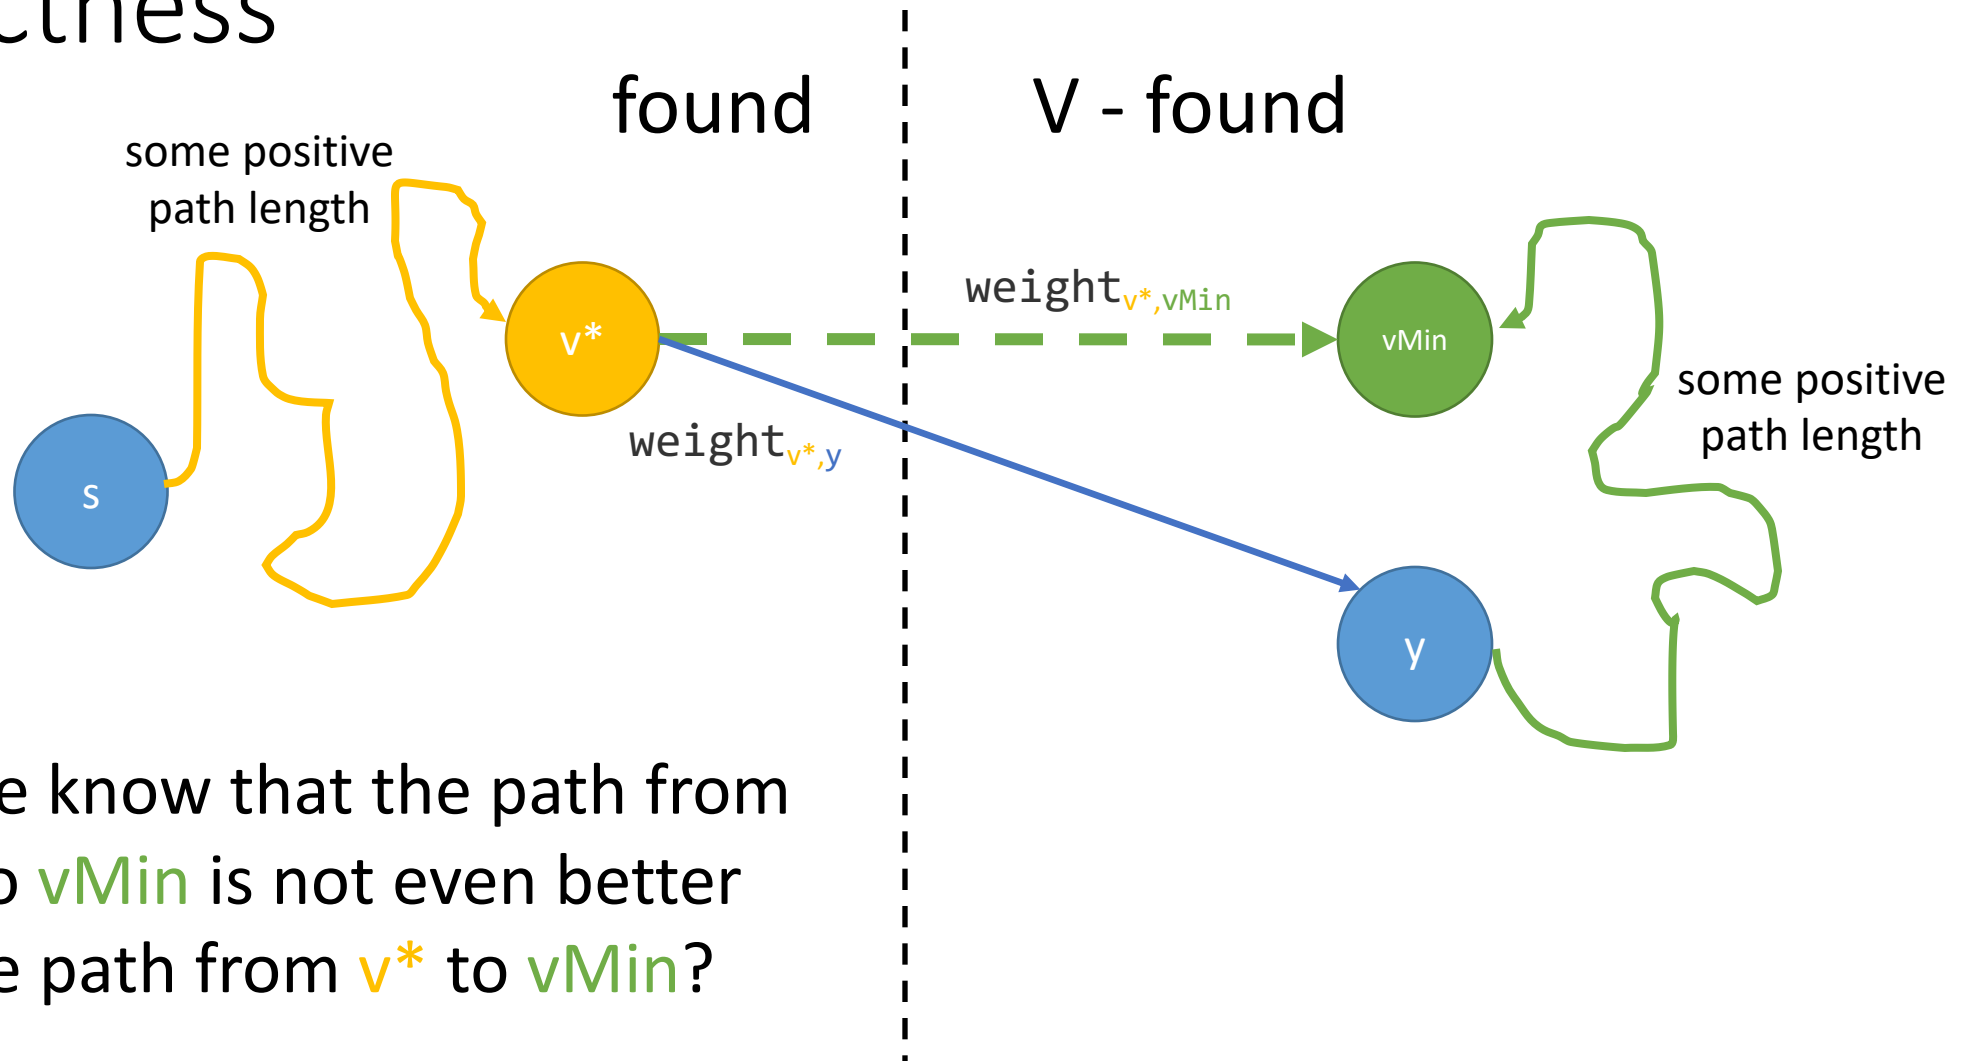 ctness
found
V - found
some positive
path length
weightv*,vMin
v*
vMin
some positive
path length
weightv*,y
s
y
e know that the path from
o vMin is not even better
e path from v* to vMin?